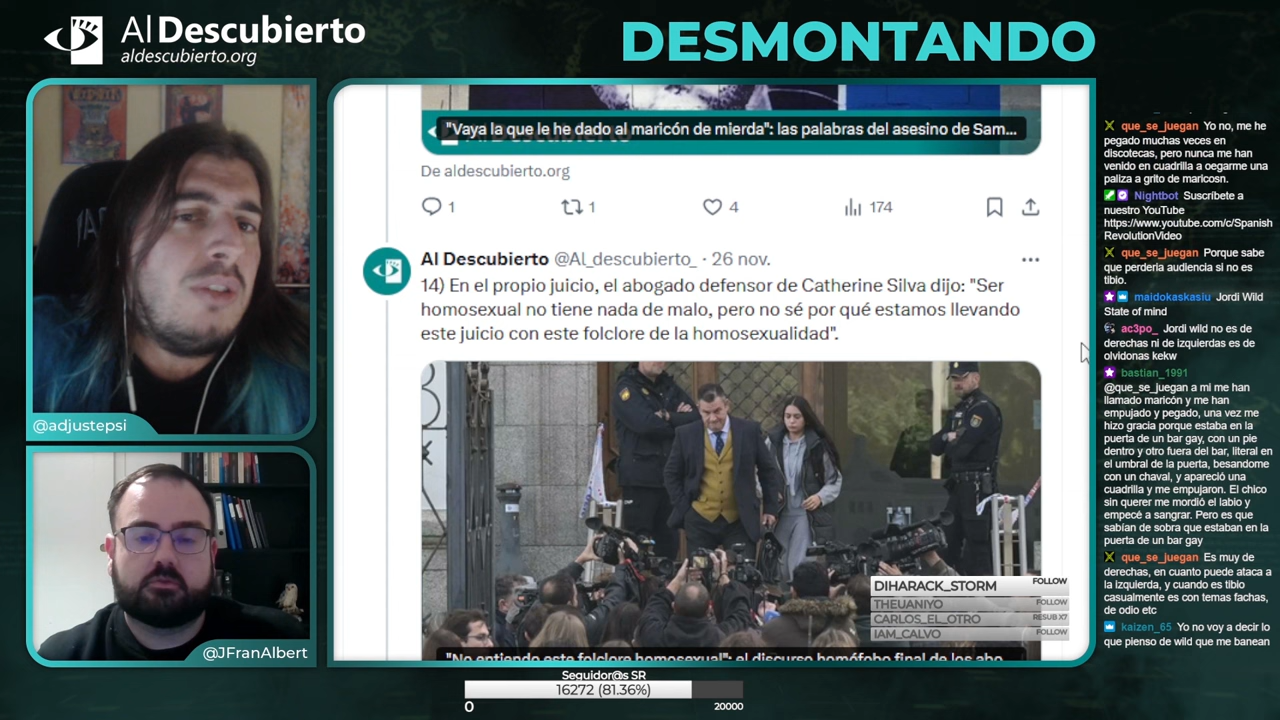 Al Descubierto
aldescubierto.org
DESMONTANDO
@adjustepsi
@JFranAlbert
"Vaya la que le he dado al maricón de mierda": las palabras del asesino de Sam...
De aldescubierto.org
1
1
4
174
Al Descubierto @Al_descubierto_ · 26 nov.
14) En el propio juicio, el abogado defensor de Catherine Silva dijo: "Ser
homosexual no tiene nada de malo, pero no sé por qué estamos llevando
este juicio con este folclore de la homosexualidad".
DIHARACK_STORM FOLLOW
THEUANIYO FOLLOW
CARLOS_EL_OTRO RESUB X7
IAM_CALVO FOLLOW
"No entiendo este folclore homosexual": el discurso homófobo final de los abo...
Seguidor@s SR
16272 (81.36%)
0
20000
que_se_juegan Yo no, me he
pegado muchas veces en
discotecas, pero nunca me han
venido en cuadrilla a oegarme una
paliza a grito de maricosn.
Nightbot Suscríbete a
nuestro YouTube
https://www.youtube.com/c/Spanish
RevolutionVideo
que_se_juegan Porque sabe
que perderia audiencia si no es
tibio.
maidokaskasiu Jordi Wild
State of mind
ac3po_ Jordi wild no es de
derechas ni de izquierdas es de
olvidonas kekw
bastian_1991
@que_se_juegan a mi me han
llamado maricón y me han
empujado y pegado, una vez me
hizo gracia porque estaba en la
puerta de un bar gay, con un pie
dentro y otro fuera del bar, literal en
el umbral de la puerta, besandome
con un chaval, y apareció una
cuadrilla y me empujaron. El chico
sin querer me mordió el labio y
empecé a sangrar. Pero es que
sabían de sobra que estaban en la
puerta de un bar gay
que_se_juegan Es muy de
derechas, en cuanto puede ataca a
la izquierda, y cuando es tibio
casualmente es con temas fachas,
de odio etc
kaizen_65 Yo no voy a decir lo
que pienso de wild que me banean